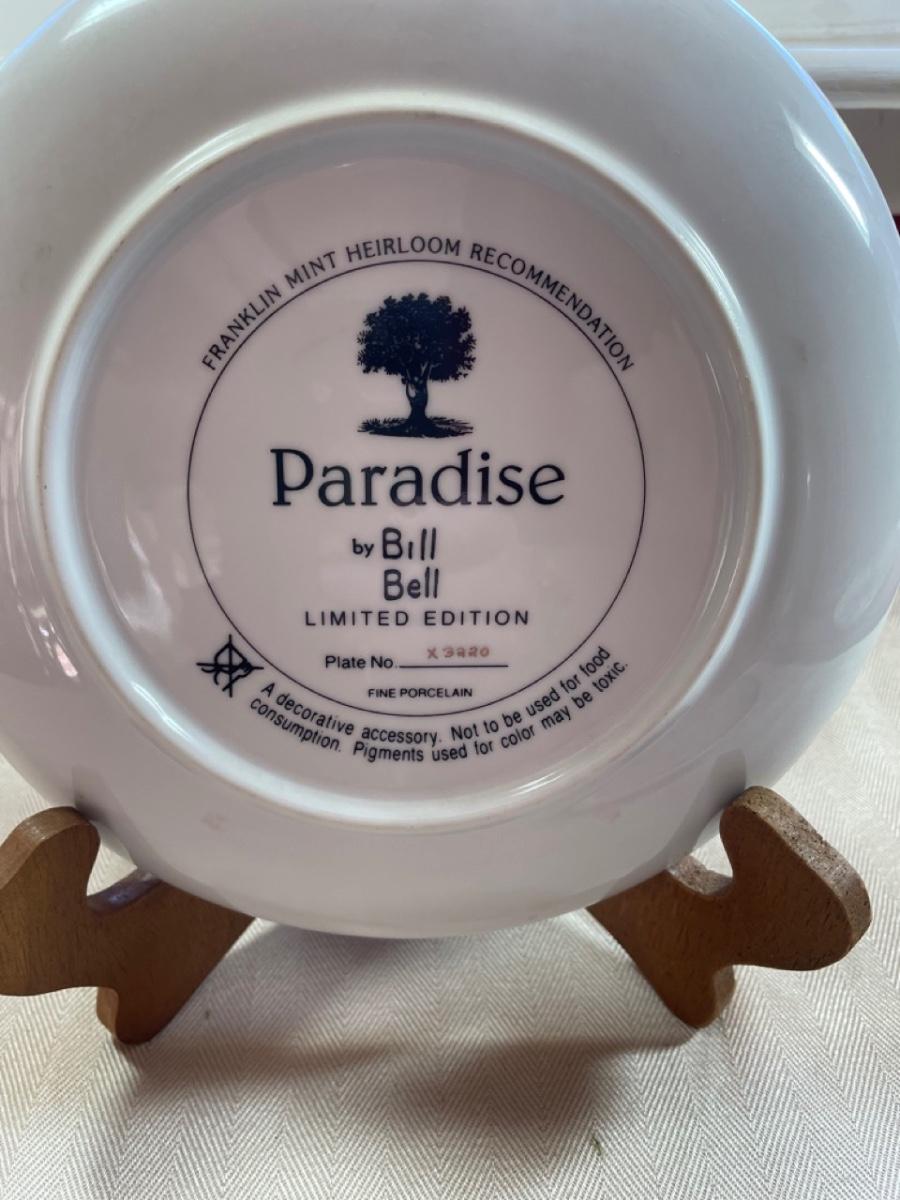 FRANKLIN MINT HEIRLOOM RECOMMENDATION
Paradise
by Bill
Bell
LIMITED EDITION
Plate No. X3220
FINE PORCELAIN
A decorative accessory. Not to be used for food
consumption. Pigments used for color may be toxic.